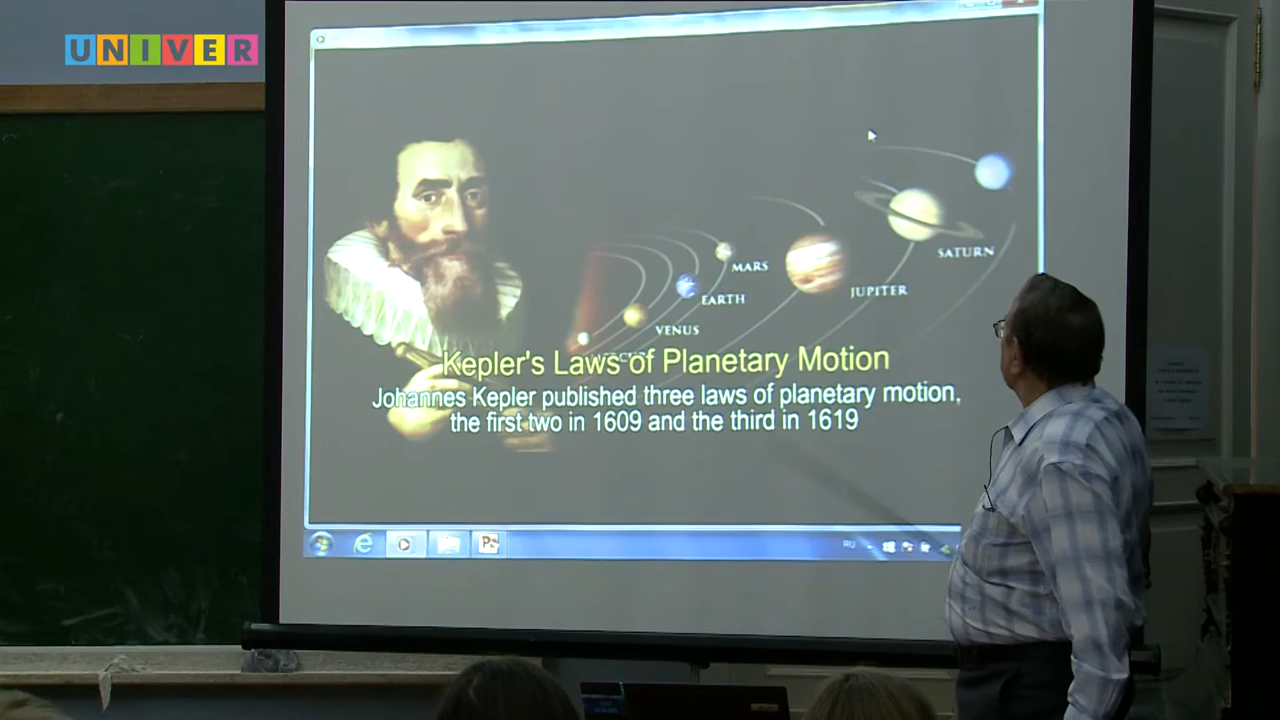 UNIVER
MARS
SATURN
EARTH
JUPITER
VENUS
Kepler's Laws of Planetary Motion
Johannes Kepler published three laws of planetary motion,
the first two in 1609 and the third in 1619
RU